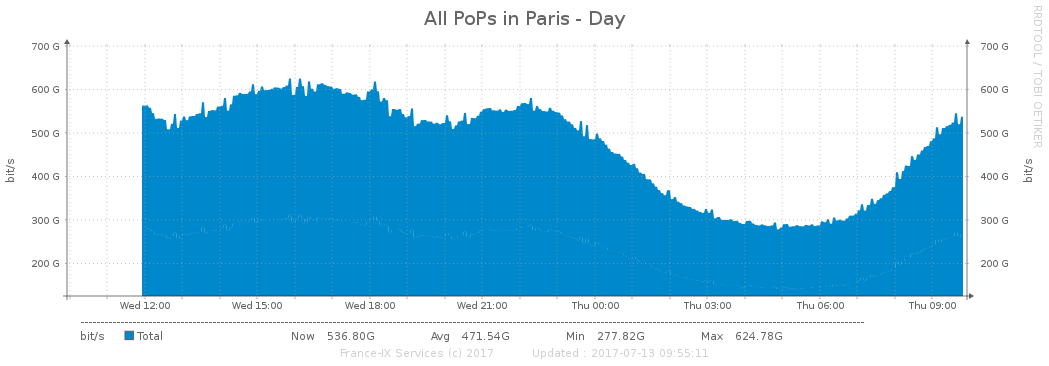 All PoPs in Paris - Day
RRDTOOL / TOBI OETIKER
700 G 700 G
600 G 600 G
500 G 500 G
400 G 400 G
300 G 300 G
200 G 200 G
bit/s bit/s
Wed 12:00 Wed 15:00 Wed 18:00 Wed 21:00 Thu 00:00 Thu 03:00 Thu 06:00 Thu 09:00
bit/s Total Now 536.80G Avg 471.54G Min 277.82G Max 624.78G
France-IX Services (c) 2017 Updated : 2017-07-13 09:55:11